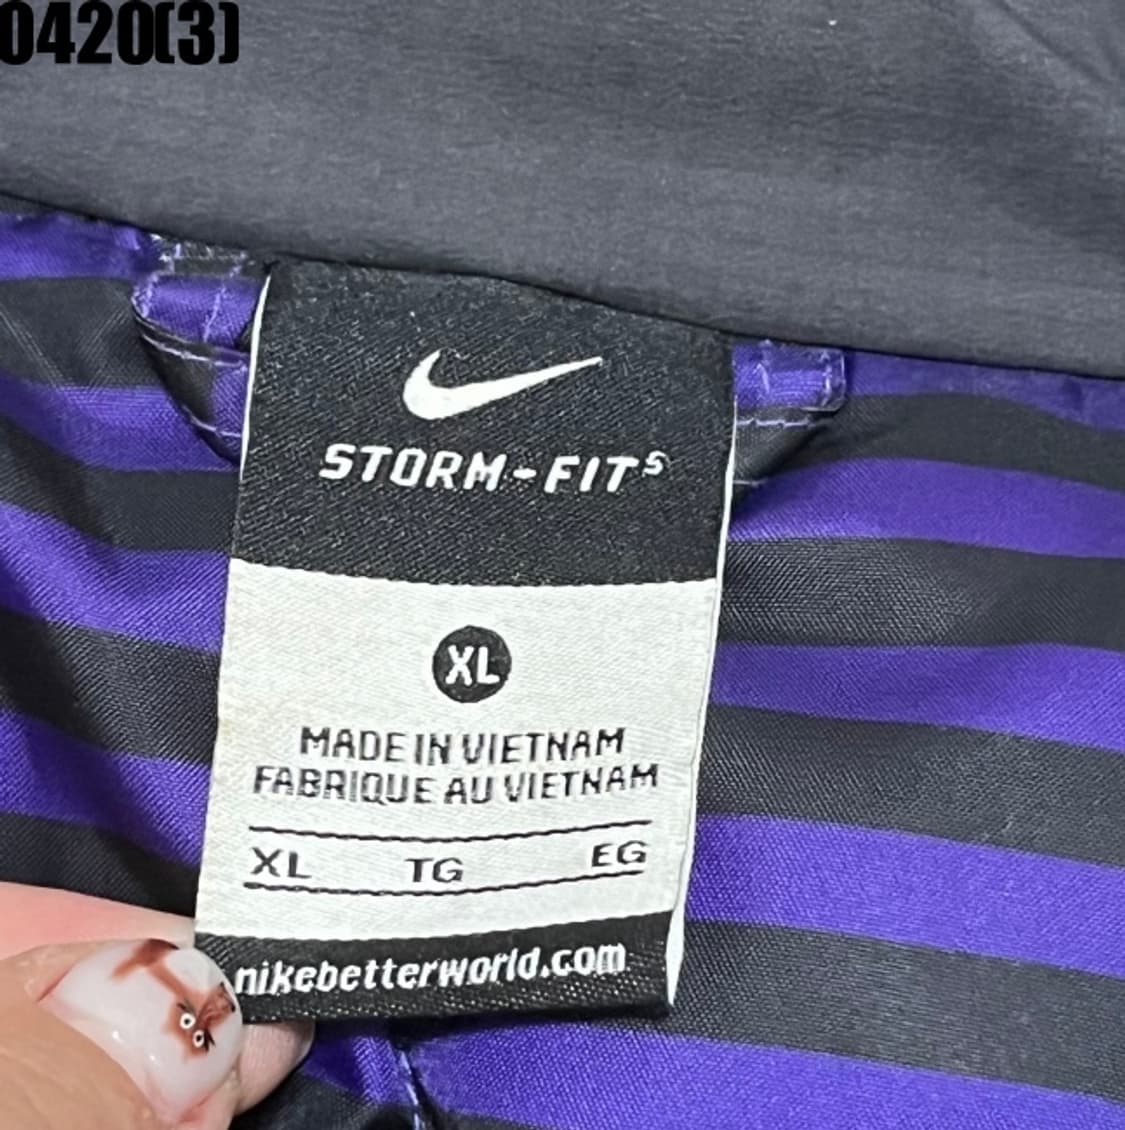 0420(3)
STORM-FIT5
XL
MADE IN VIETNAM
FABRIQUE AU VIETNAM
XL TG EG
nikebetterworld.com